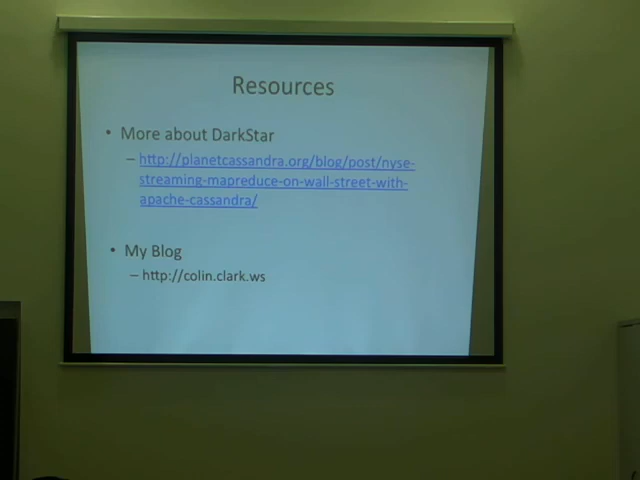 Resources
• More about DarkStar
– http://planetcassandra.org/blog/post/nyse-
streaming-mapreduce-on-wall-street-with-
apache-cassandra/
• My Blog
– http://colin.clark.ws